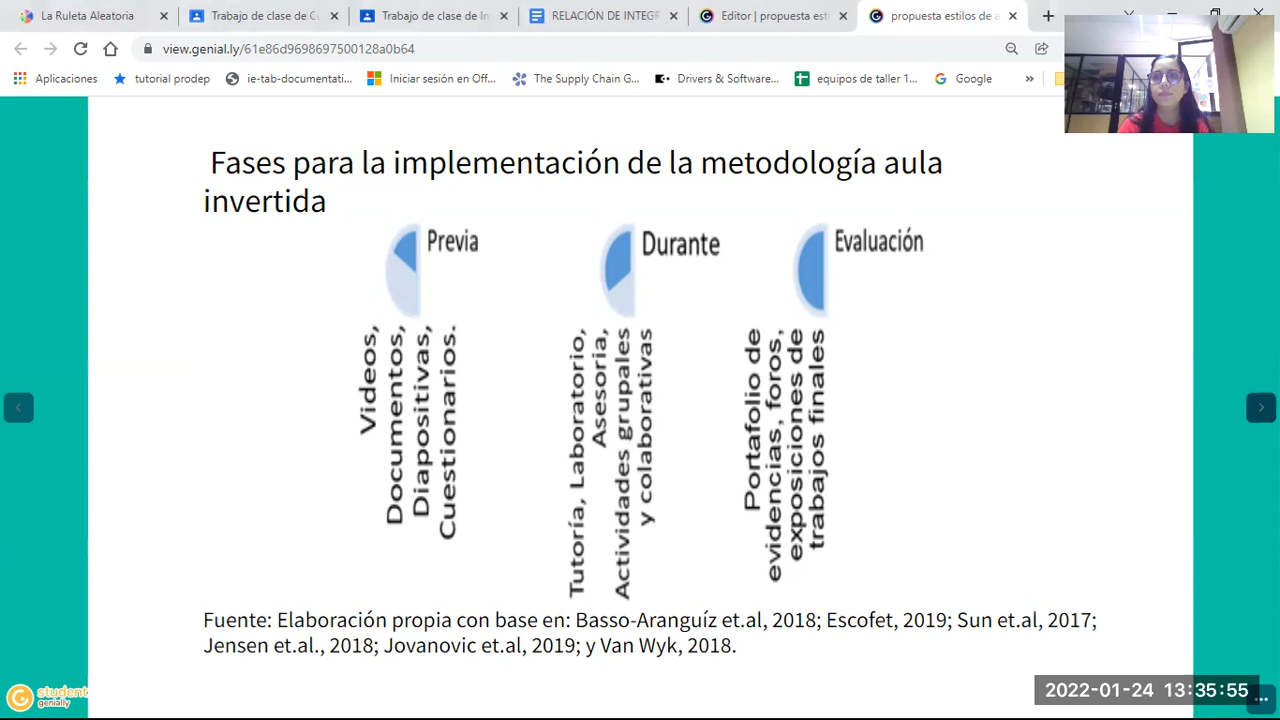 La Ruleta Aleatoria
Trabajo de clase de Cu
Trabajo de clase de In
RELACIÓN DE INTEGR
Editor | propuesta esti
propuesta estilos de a
view.genial.ly/61e86d9698697500128a0b64
Aplicaciones
tutorial prodep
ie-tab-documentati...
Iniciar sesión en Off...
The Supply Chain G...
Drivers & Software...
equipos de taller 1...
Google
»
Fases para la implementación de la metodología aula
invertida
Previa
Videos,
Documentos,
Diapositivas,
Cuestionarios.
Durante
Tutoría, Laboratorio,
Asesoria,
Actividades grupales
y colaborativas
Evaluación
Portafolio de
evidencias, foros,
exposiciones de
trabajos finales
Fuente: Elaboración propia con base en: Basso-Aranguíz et.al, 2018; Escofet, 2019; Sun et.al, 2017;
Jensen et.al., 2018; Jovanovic et.al, 2019; y Van Wyk, 2018.
student
genially
2022-01-24 13:35:55